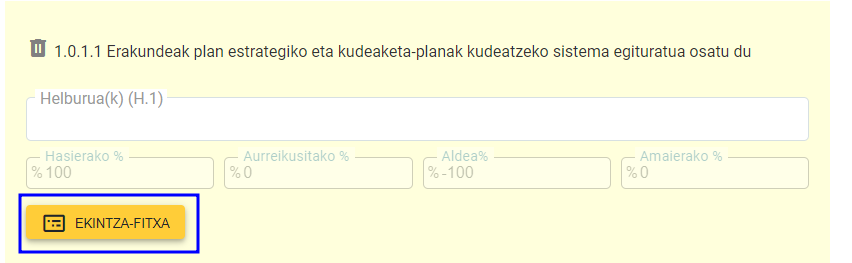 1.0.1.1 Erakundeak plan estrategiko eta kudeaketa-planak kudeatzeko sistema egituratua osatu du
Helburua(k) (H.1)
Hasierako % Aurreikusitako % Aldea% Amaierako %
%100 %0 %-100 %0
EKINTZA-FITXA